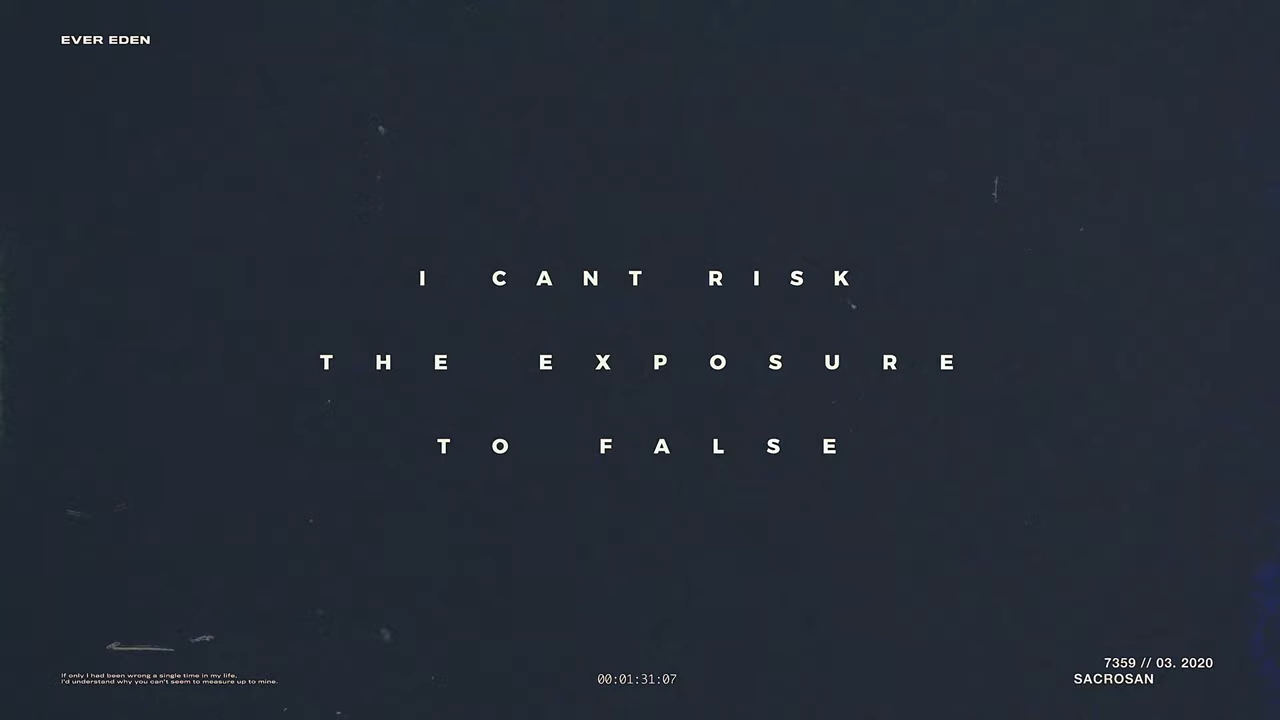 EVER EDEN
I CANT RISK
THE EXPOSURE
TO FALSE
If only I had been wrong a single time in my life,
I'd understand why you can't seem to measure up to mine.
00:01:31:07
7359 // 03. 2020
SACROSAN